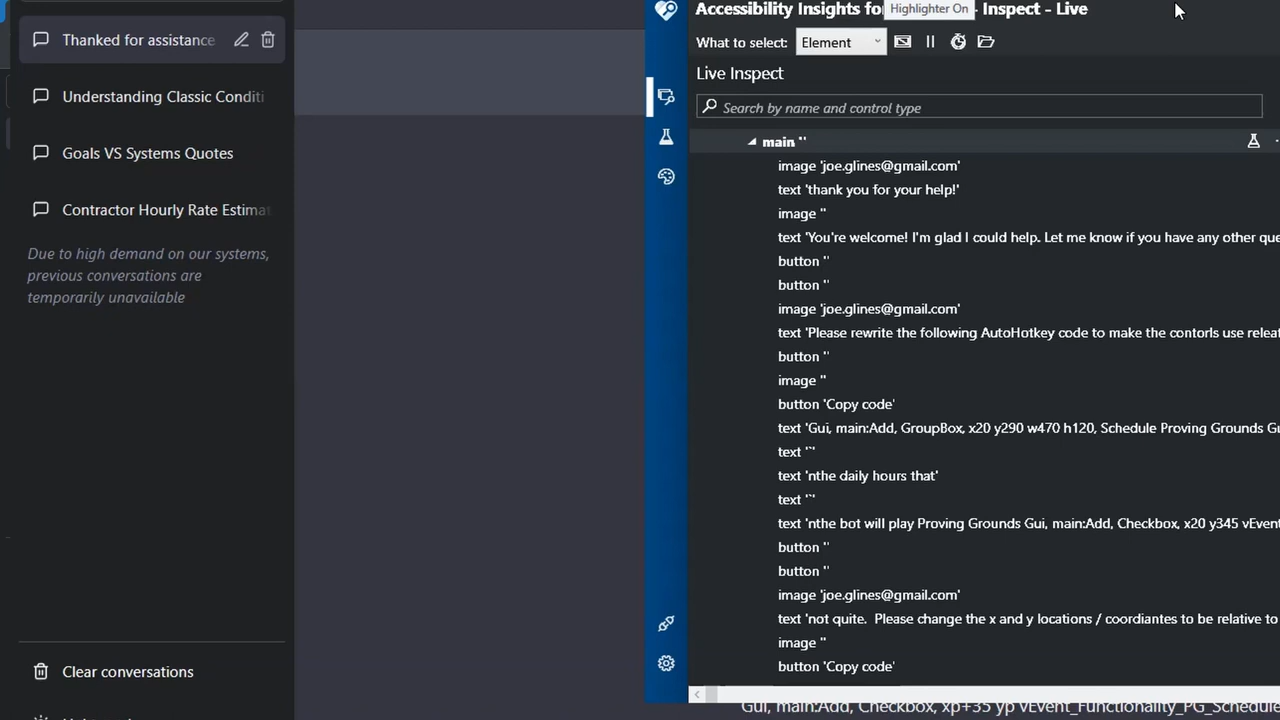 Thanked for assistance
Understanding Classic Conditi
Goals VS Systems Quotes
Contractor Hourly Rate Estimat
Due to high demand on our systems,
previous conversations are
temporarily unavailable
Clear conversations
Accessibility Insights fo
Highlighter On
- Inspect - Live
What to select:
Element
Live Inspect
Search by name and control type
main ''
image 'joe.glines@gmail.com'
text 'thank you for your help!'
image ''
text 'You're welcome! I'm glad I could help. Let me know if you have any other que
button ''
button ''
image 'joe.glines@gmail.com'
text 'Please rewrite the following AutoHotkey code to make the contorls use releat
button ''
image ''
button 'Copy code'
text 'Gui, main:Add, GroupBox, x20 y290 w470 h120, Schedule Proving Grounds Gu
text '`'
text 'nthe daily hours that'
text '`'
text 'nthe bot will play Proving Grounds Gui, main:Add, Checkbox, x20 y345 vEvent
button ''
button ''
image 'joe.glines@gmail.com'
text 'not quite.  Please change the x and y locations / coordiantes to be relative to
image ''
button 'Copy code'
Gui, main:Add, Checkbox, xp+35 yp vEvent_Functionality_PG_Schedule